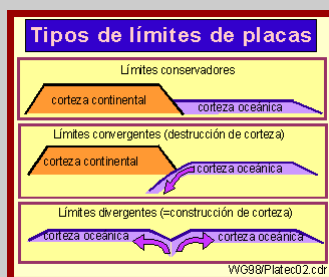 Tipos de límites de placas
Límites conservadores
corteza continental
corteza oceánica
Límites convergentes (destrucción de corteza)
corteza continental
corteza oceánica
Límites divergentes (=construcción de corteza)
corteza oceánica
corteza oceánica
WG98/Platec02.cdr